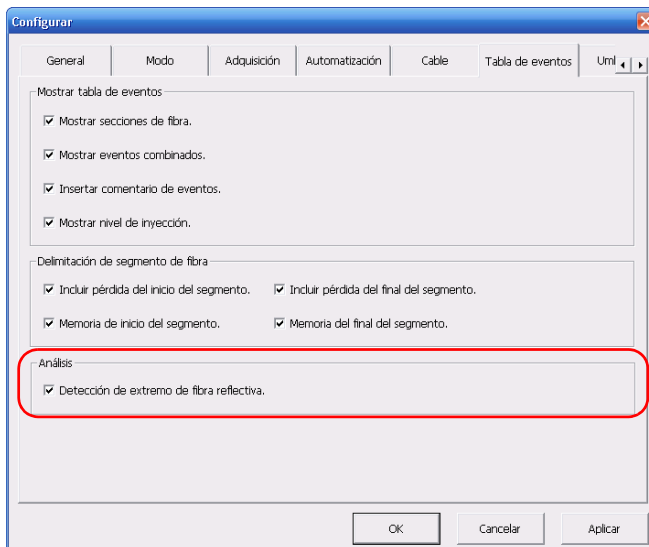 Configurar
General Modo Adquisición Automatización Cable Tabla de eventos
Mostrar tabla de eventos
Mostrar secciones de fibra.
Mostrar eventos combinados.
Insertar comentario de eventos.
Mostrar nivel de inyección.
Delimitación de segmento de fibra
Incluir pérdida del inicio del segmento. Incluir pérdida del final del segmento.
Memoria de inicio del segmento. Memoria del final del segmento.
Análisis
Detección de extremo de fibra reflectiva.
OK Cancelar Aplicar